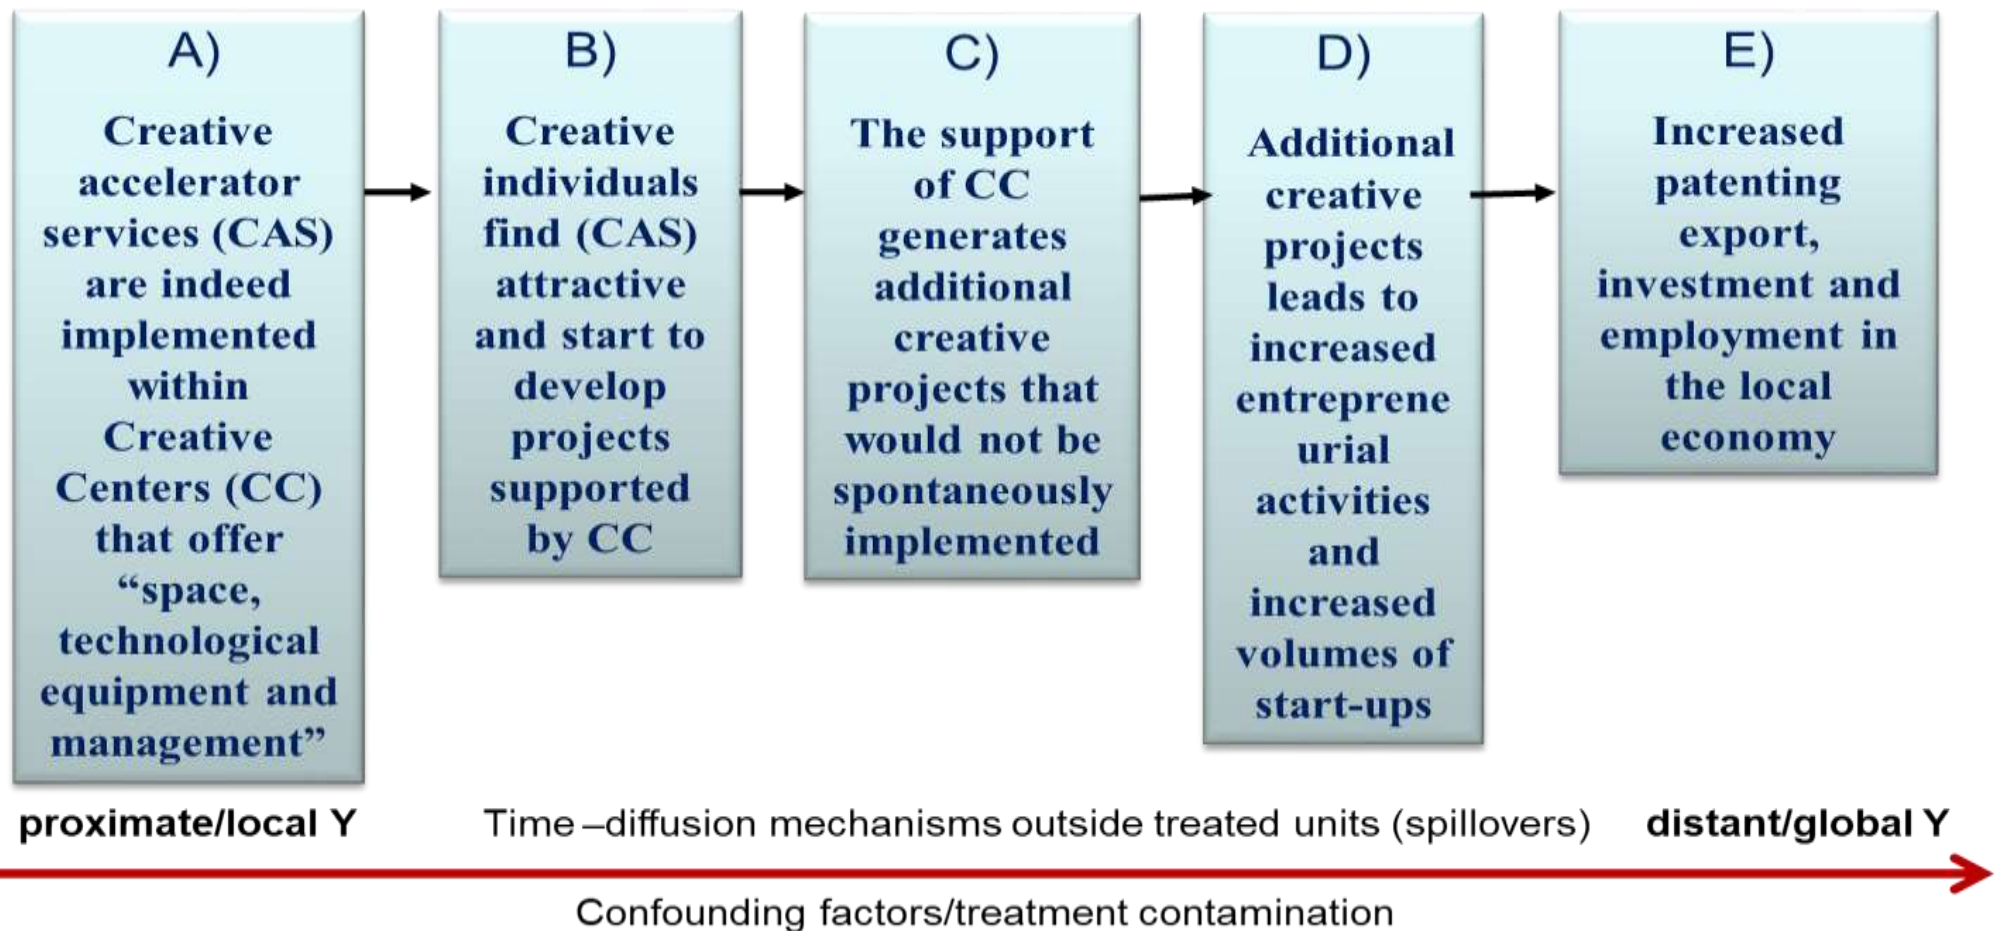 A)
Creative
accelerator
services (CAS)
are indeed
implemented
within
Creative
Centers (CC)
that offer
“space,
technological
equipment and
management”
B)
Creative
individuals
find (CAS)
attractive
and start to
develop
projects
supported
by CC
C)
The support
of CC
generates
additional
creative
projects that
would not be
spontaneously
implemented
D)
Additional
creative
projects
leads to
increased
entreprene
urial
activities
and
increased
volumes of
start-ups
E)
Increased
patenting
export,
investment and
employment in
the local
economy
proximate/local Y
Time –diffusion mechanisms outside treated units (spillovers)
distant/global Y
Confounding factors/treatment contamination